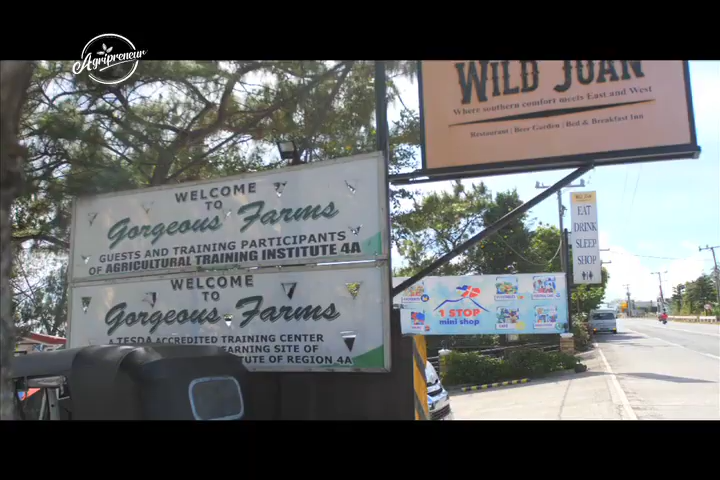 Agripreneur
WILD JUAN
Where southern comfort meets East and West
Restaurant | Beer Garden | Bed & Breakfast Inn
WELCOME
TO
GORGEOUS FARMS
GUESTS AND TRAINING PARTICIPANTS
OF AGRICULTURAL TRAINING INSTITUTE 4A
WELCOME
TO
GORGEOUS FARMS
A TESDA ACCREDITED TRAINING CENTER
ARNING SITE OF
TUTE OF REGION 4A
EAT
DRINK
SLEEP
SHOP
1 STOP
mini shop